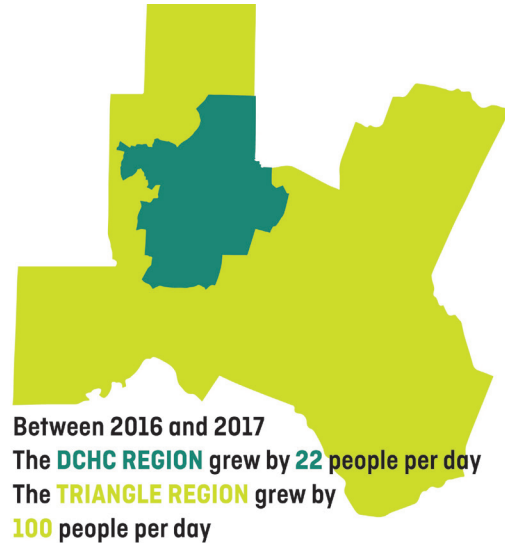 Between 2016 and 2017
The DCHC REGION grew by 22 people per day
The TRIANGLE REGION grew by
100 people per day